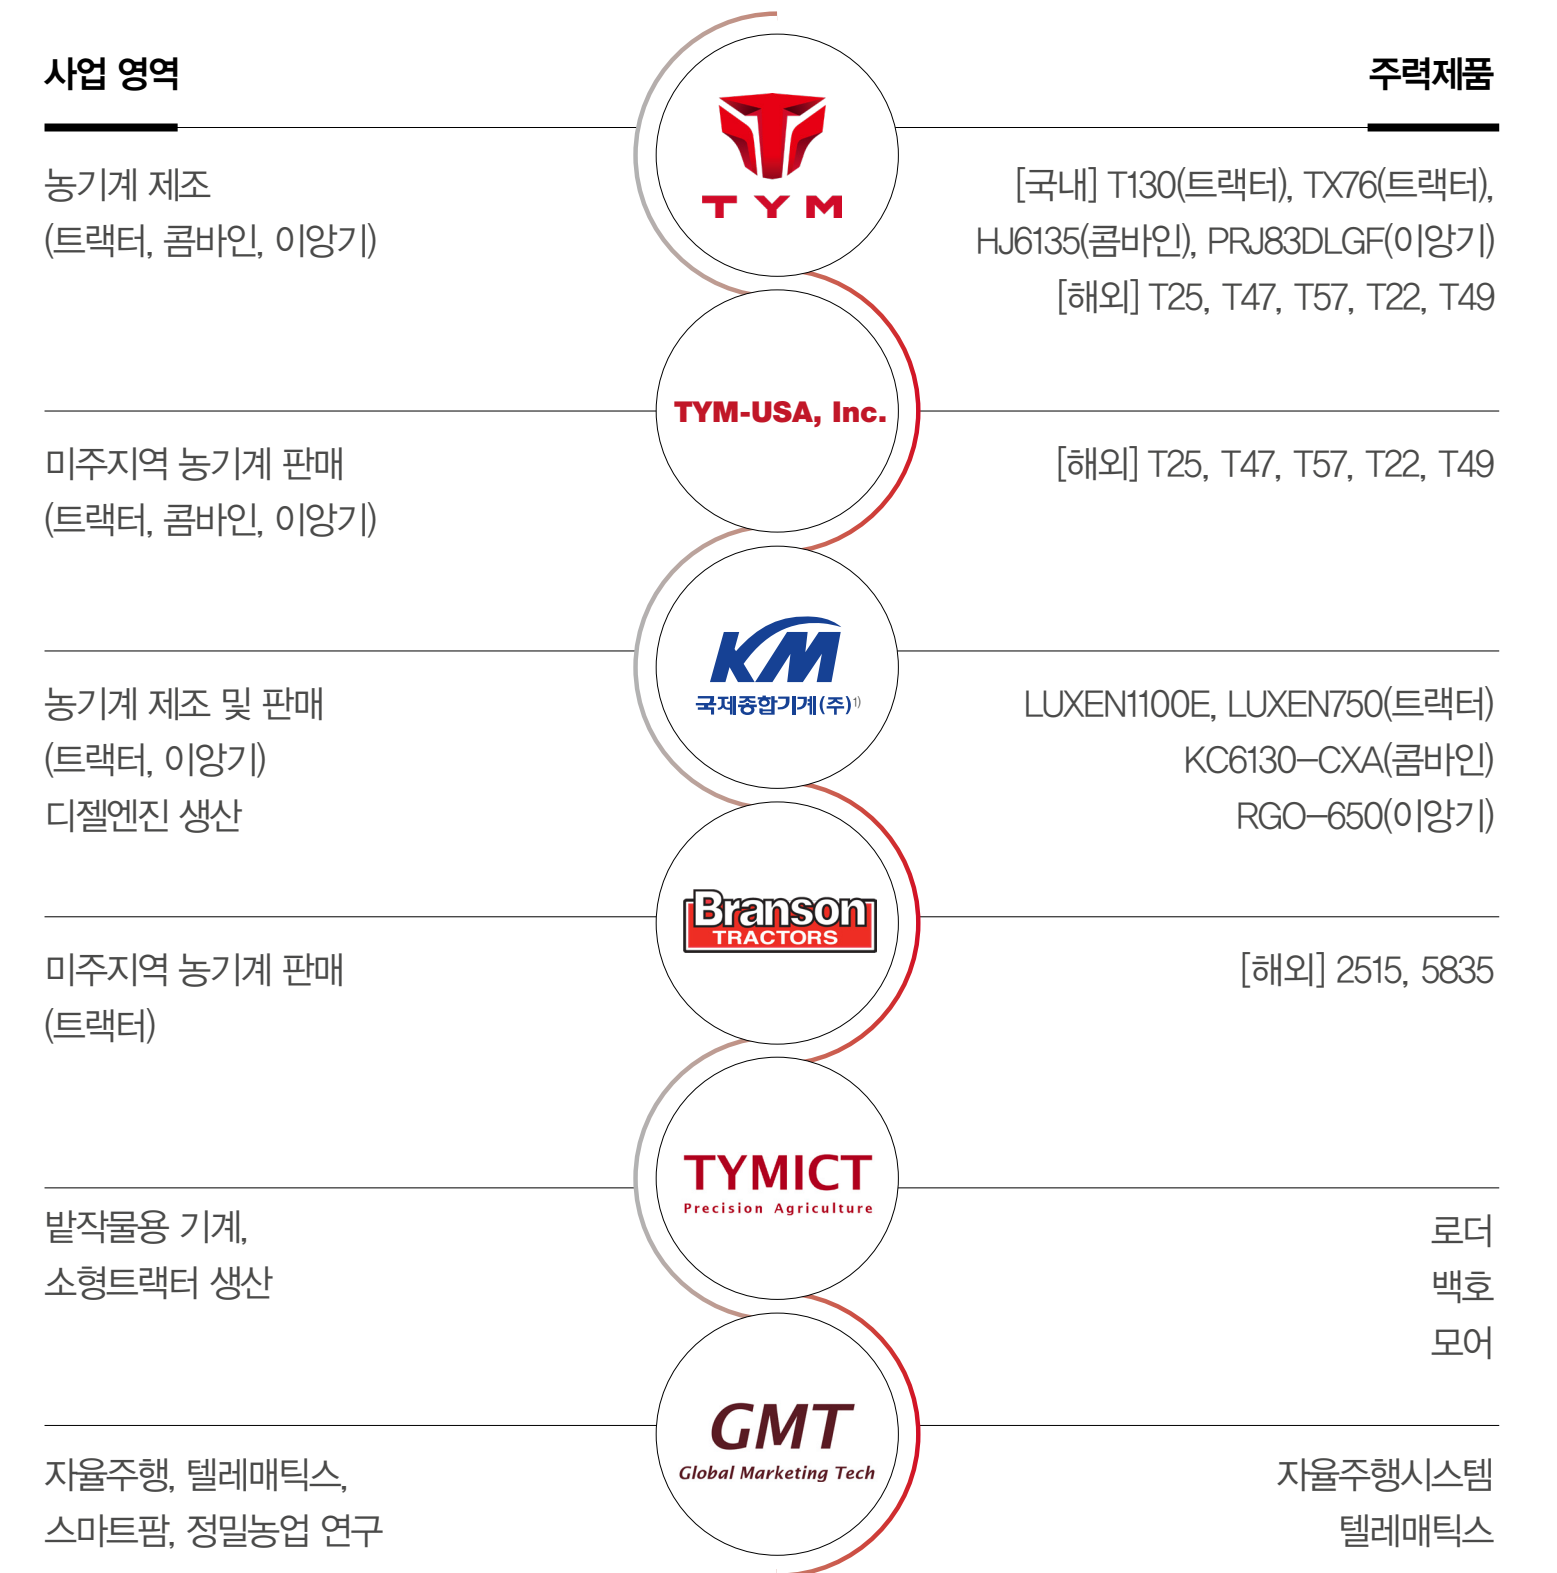 사업 영역
주력제품
TYM
농기계 제조
(트랙터, 콤바인, 이앙기)
[국내] T130(트랙터), TX76(트랙터),
HJ6135(콤바인), PRJ83DLGF(이앙기)
[해외] T25, T47, T57, T22, T49
TYM-USA, Inc.
미주지역 농기계 판매
(트랙터, 콤바인, 이앙기)
[해외] T25, T47, T57, T22, T49
KM
국제종합기계(주)1)
농기계 제조 및 판매
(트랙터, 이앙기)
디젤엔진 생산
LUXEN1100E, LUXEN750(트랙터)
KC6130-CXA(콤바인)
RGO-650(이앙기)
Branson
TRACTORS
미주지역 농기계 판매
(트랙터)
[해외] 2515, 5835
TYMICT
Precision Agriculture
밭작물용 기계,
소형트랙터 생산
로더
백호
모어
GMT
Global Marketing Tech
자율주행, 텔레매틱스,
스마트팜, 정밀농업 연구
자율주행시스템
텔레매틱스